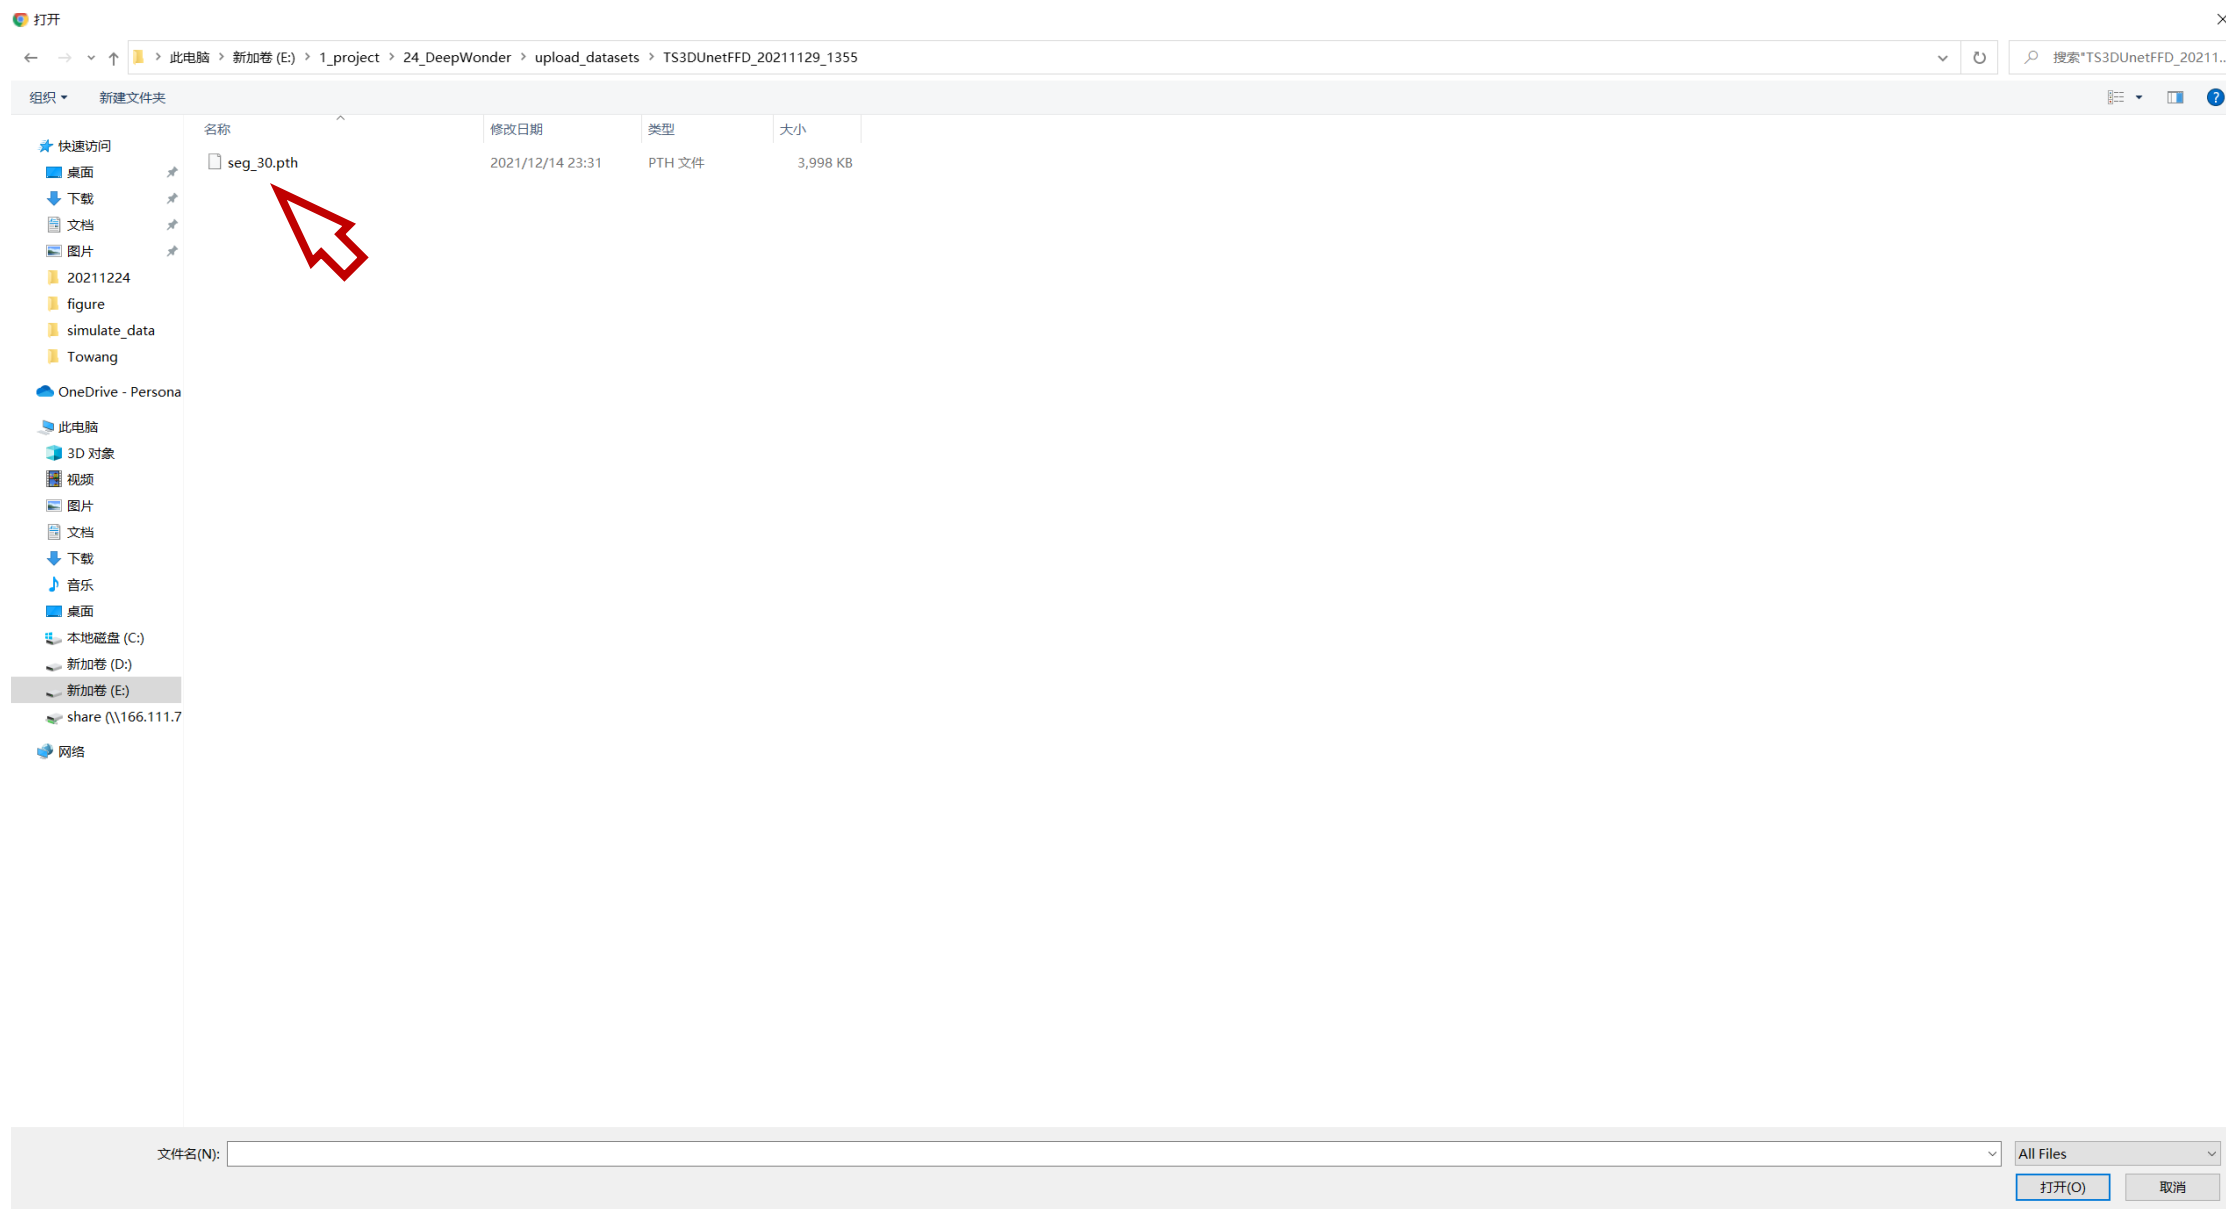 打开
此电脑 新加卷 (E:) 1_project 24_DeepWonder upload_datasets TS3DUnetFFD_20211129_1355 搜索"TS3DUnetFFD_20211...
组织 新建文件夹
名称 修改日期 类型 大小
seg_30.pth 2021/12/14 23:31 PTH 文件 3,998 KB
快速访问
桌面
下载
文档
图片
20211224
figure
simulate_data
Towang
OneDrive - Persona
此电脑
3D 对象
视频
图片
文档
下载
音乐
桌面
本地磁盘 (C:)
新加卷 (D:)
新加卷 (E:)
share (\\166.111.7
网络
文件名(N): All Files
打开(O) 取消